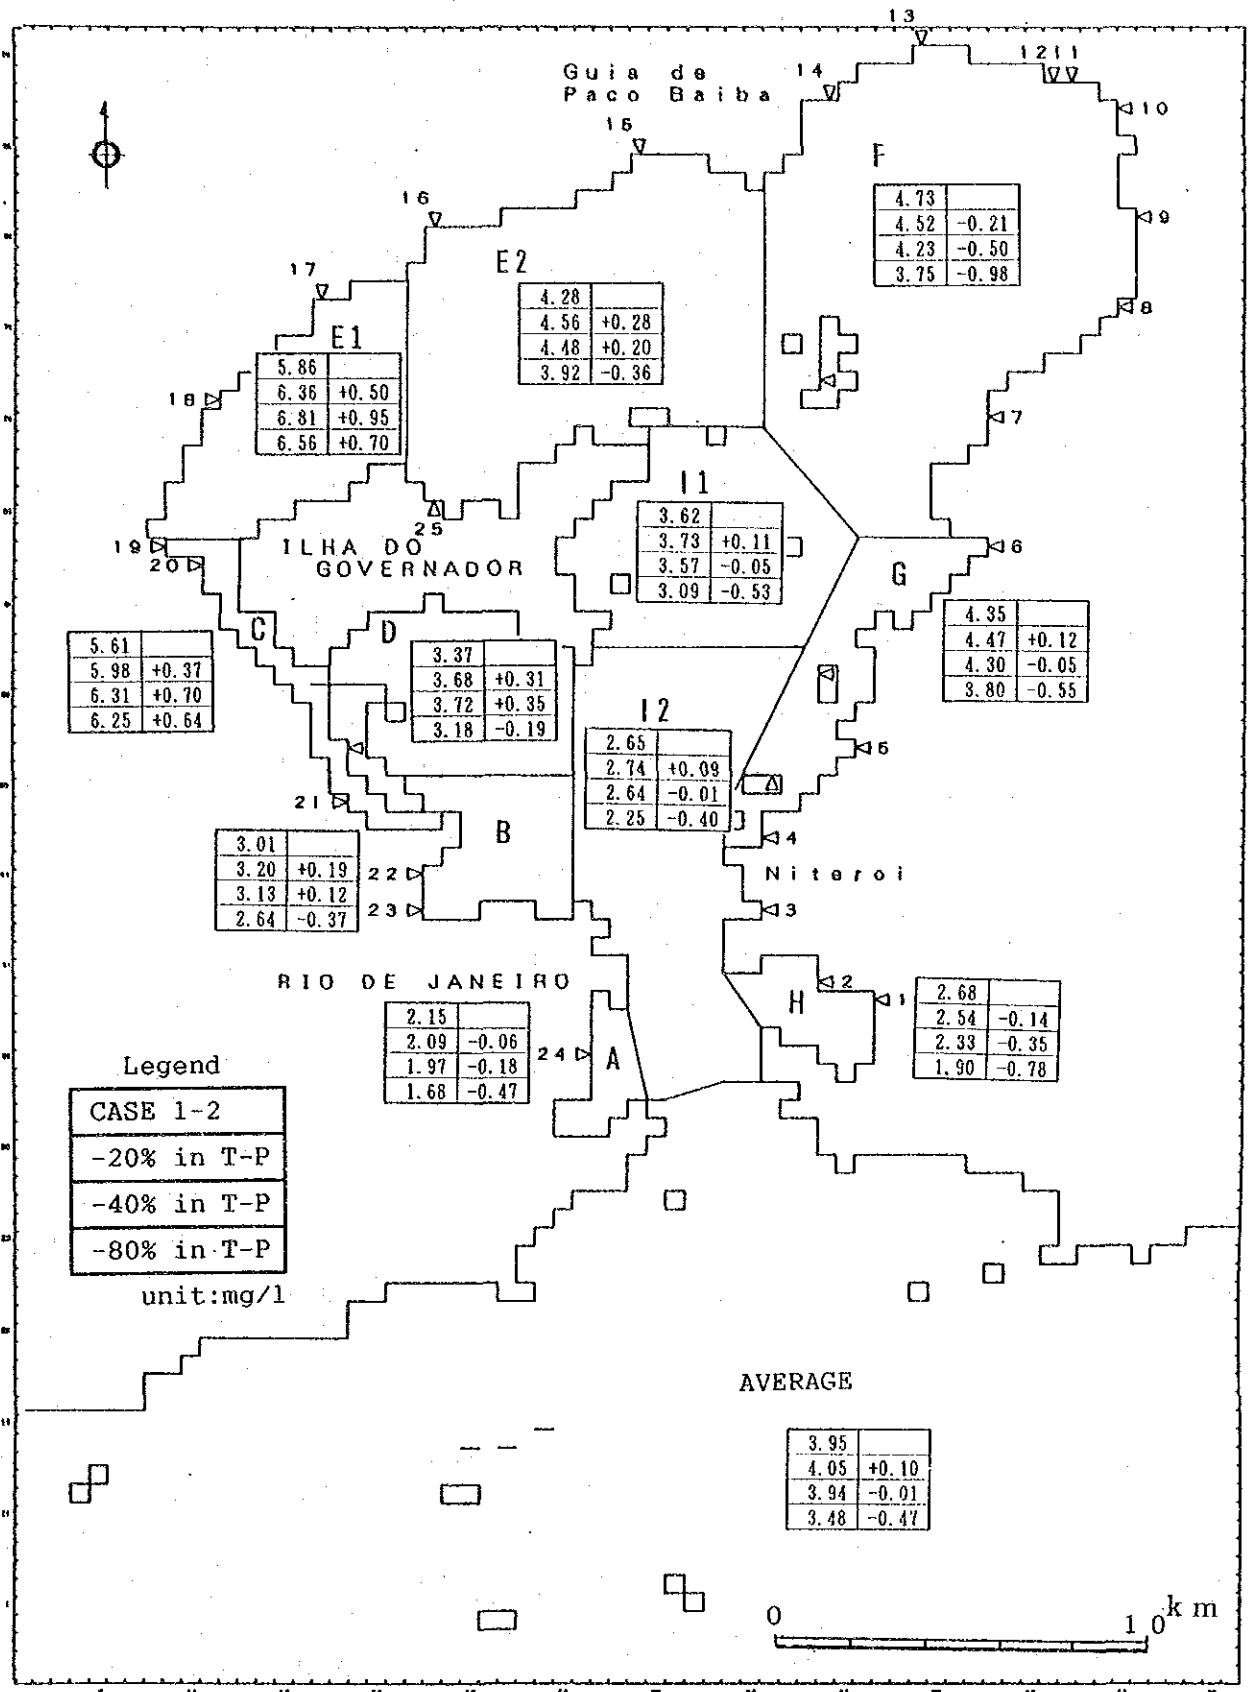 13
Guia de
Paco Baiba
14
12 11
10
15
F
16
9
4.73
4.52 -0.21
4.23 -0.50
3.75 -0.98
17
E2
8
4.28
4.56 +0.28
4.48 +0.20
3.92 -0.36
E1
5.86
6.36 +0.50
6.81 +0.95
6.56 +0.70
18
7
I1
25
3.62
3.73 +0.11
3.57 -0.05
3.09 -0.53
19
20
ILHA DO
GOVERNADOR
6
G
C
D
4.35
4.47 +0.12
4.30 -0.05
3.80 -0.55
5.61
5.98 +0.37
6.31 +0.70
6.25 +0.64
3.37
3.68 +0.31
3.72 +0.35
3.18 -0.19
I2
2.65
2.74 +0.09
2.64 -0.01
2.25 -0.40
5
21
B
4
3.01
3.20 +0.19
3.13 +0.12
2.64 -0.37
22
Niteroi
23
3
RIO DE JANEIRO
2
H
1
2.68
2.54 -0.14
2.33 -0.35
1.90 -0.78
2.15
2.09 -0.06
1.97 -0.18
1.68 -0.47
24
A
Legend
CASE 1-2
-20% in T-P
-40% in T-P
-80% in T-P
unit:mg/l
AVERAGE
3.95
4.05 +0.10
3.94 -0.01
3.48 -0.47
0
10 km